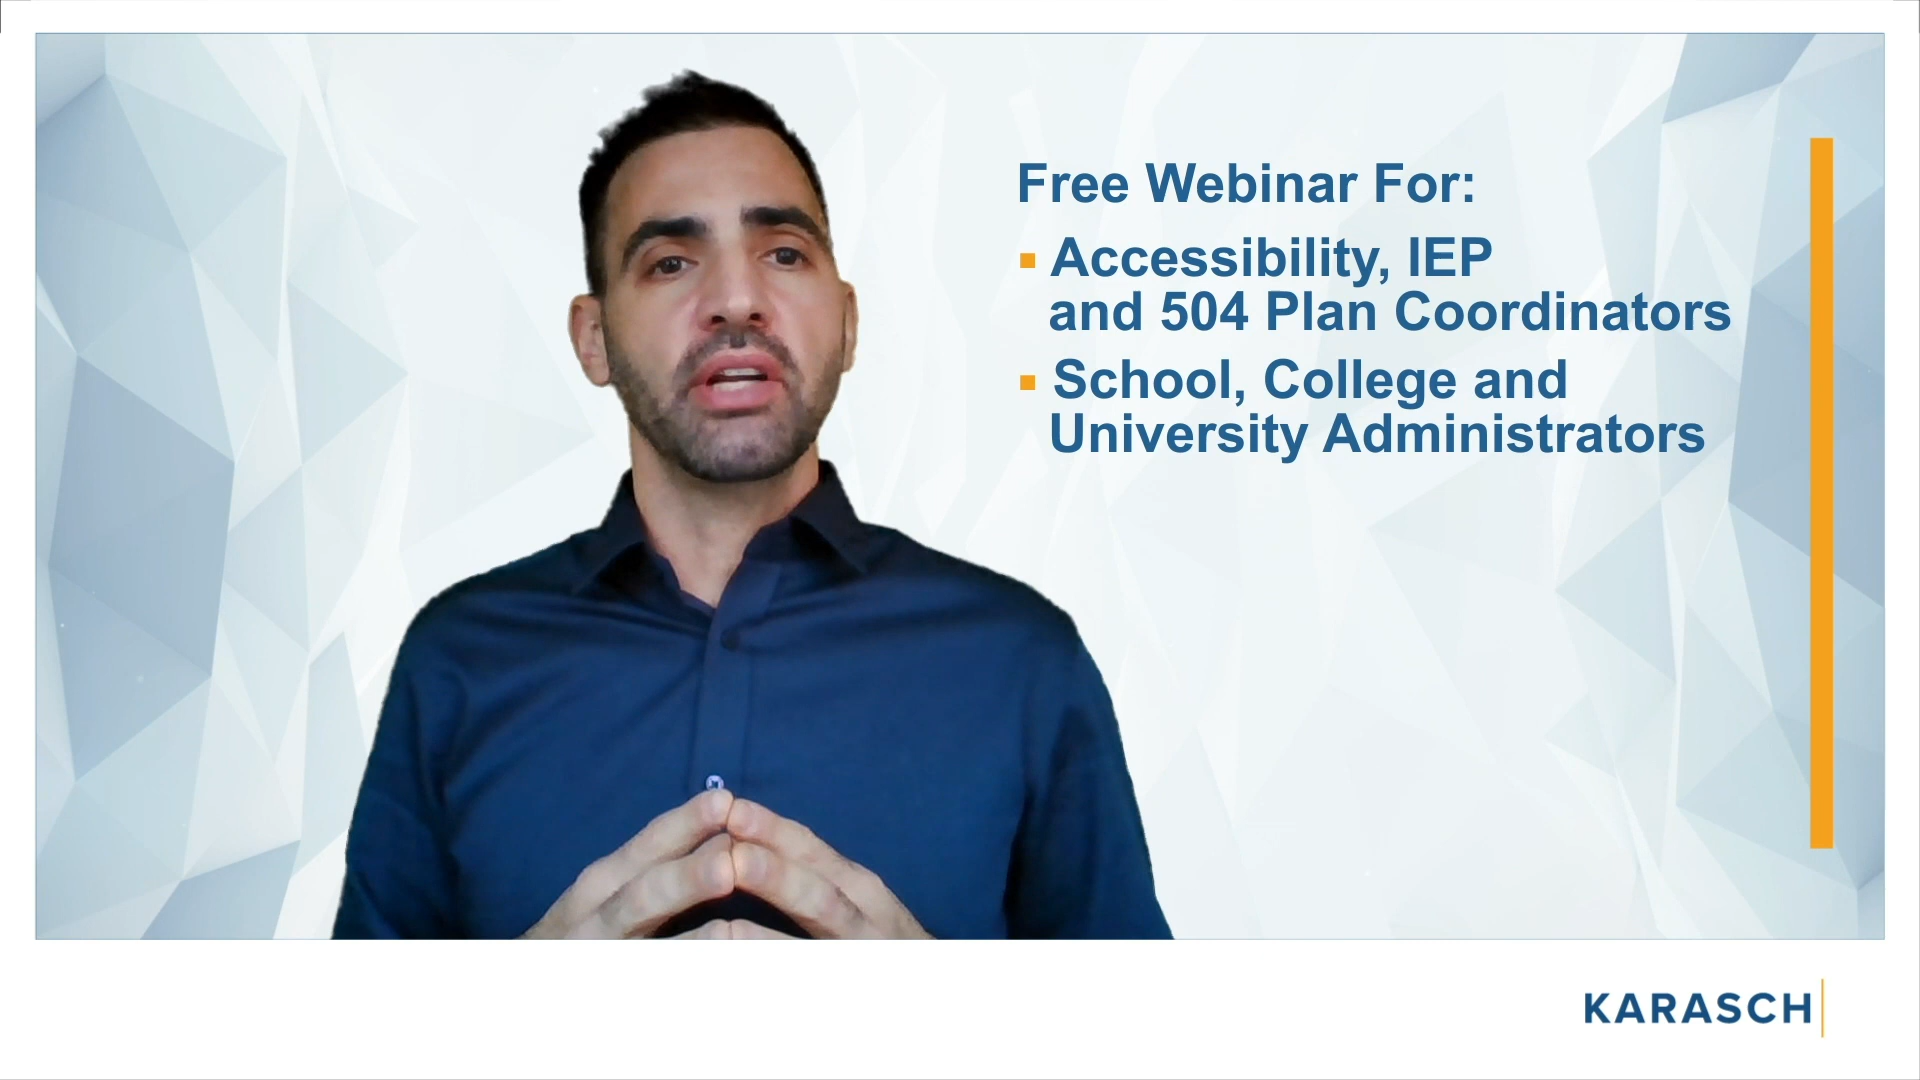 Free Webinar For:
▪ Accessibility, IEP
and 504 Plan Coordinators
▪ School, College and
University Administrators
KARASCH